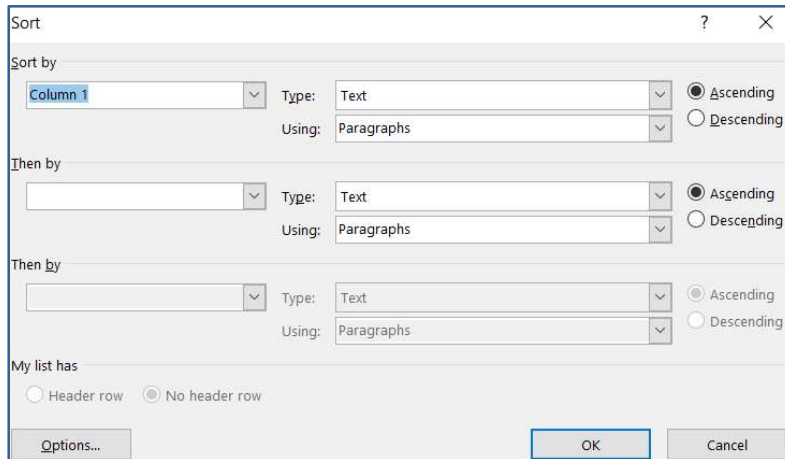 Sort ?
Sort by
Column 1 Type: Text Ascending
Using: Paragraphs Descending
Then by
Type: Text Ascending
Using: Paragraphs Descending
Then by
Type: Text Ascending
Using: Paragraphs Descending
My list has
Header row No header row
Options... OK Cancel